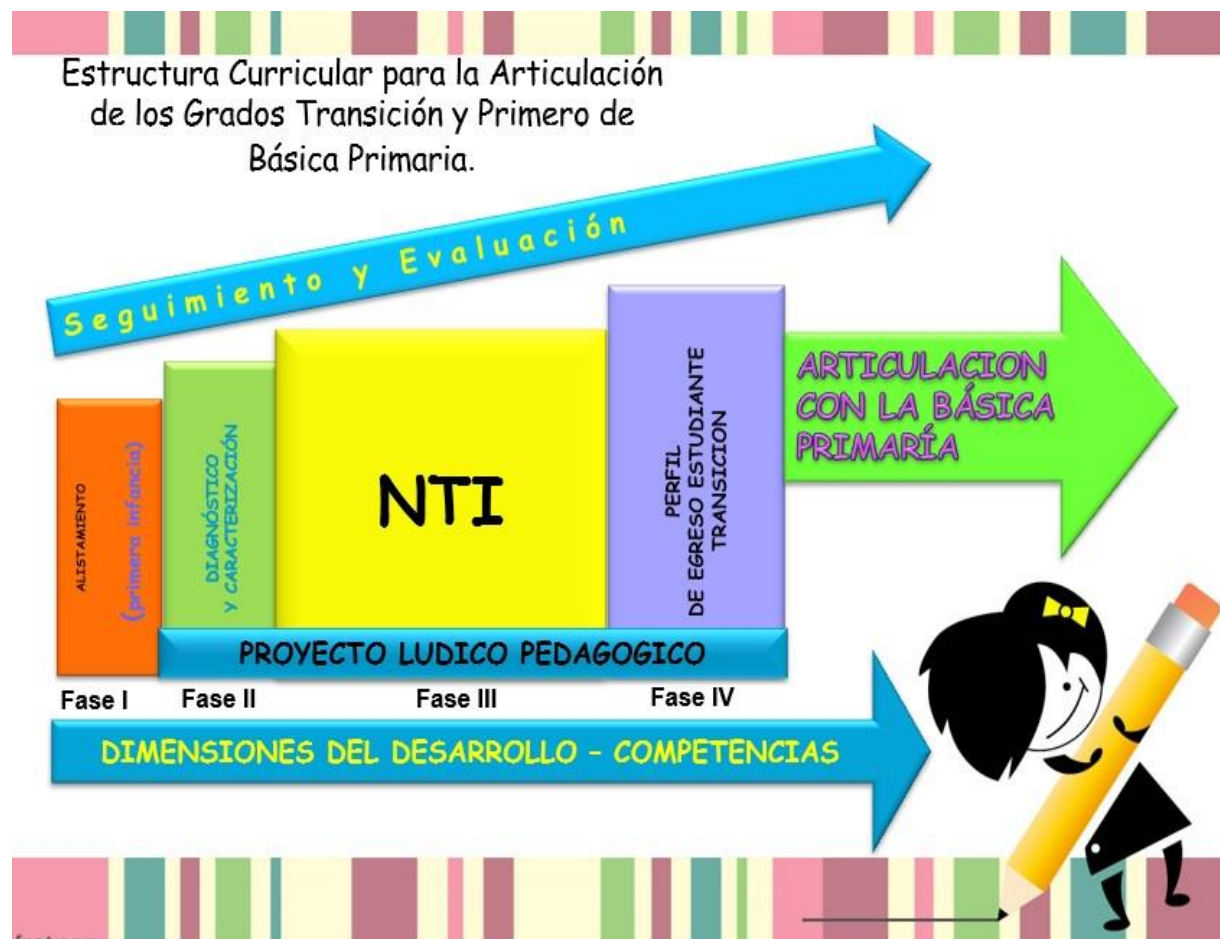 Estructura Curricular para la Articulación
de los Grados Transición y Primero de
Básica Primaria.
Seguimiento y Evaluación
ALISTAMIENTO
(primera infancia)
DIAGNÓSTICO
Y CARACTERIZACIÓN
NTI
PERFIL
DE EGRESO ESTUDIANTE
TRANSICION
ARTICULACION
CON LA BÁSICA
PRIMARÍA
PROYECTO LUDICO PEDAGOGICO
Fase I
Fase II
Fase III
Fase IV
DIMENSIONES DEL DESARROLLO - COMPETENCIAS